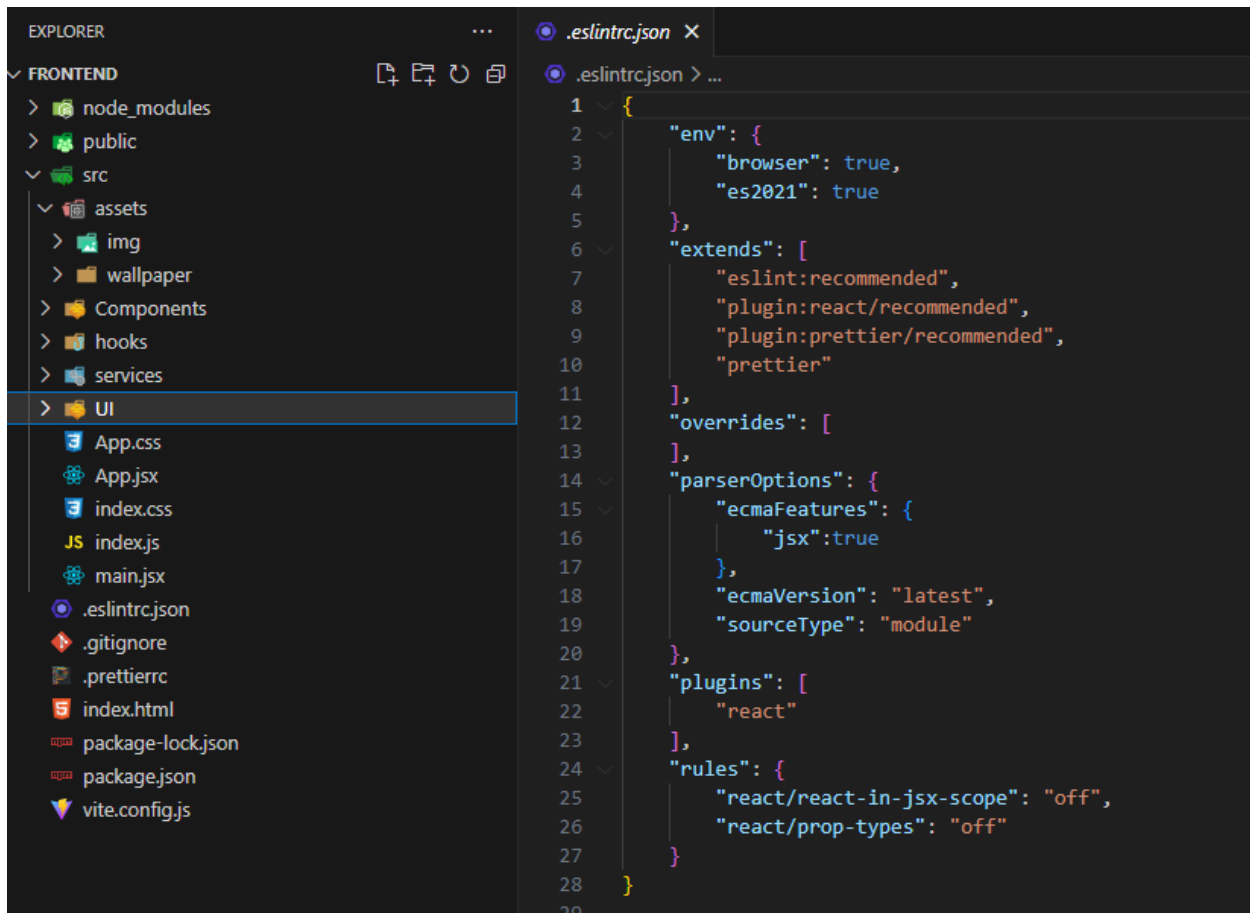 EXPLORER
FRONTEND
node_modules
public
src
assets
img
wallpaper
Components
hooks
services
UI
App.css
App.jsx
index.css
JS index.js
main.jsx
.eslintrc.json
.gitignore
.prettierrc
index.html
package-lock.json
package.json
vite.config.js
.eslintrc.json
.eslintrc.json > ...
1 {
2 "env": {
3 "browser": true,
4 "es2021": true
5 },
6 "extends": [
7 "eslint:recommended",
8 "plugin:react/recommended",
9 "plugin:prettier/recommended",
10 "prettier"
11 ],
12 "overrides": [
13 ],
14 "parserOptions": {
15 "ecmaFeatures": {
16 "jsx":true
17 },
18 "ecmaVersion": "latest",
19 "sourceType": "module"
20 },
21 "plugins": [
22 "react"
23 ],
24 "rules": {
25 "react/react-in-jsx-scope": "off",
26 "react/prop-types": "off"
27 }
28 }
29